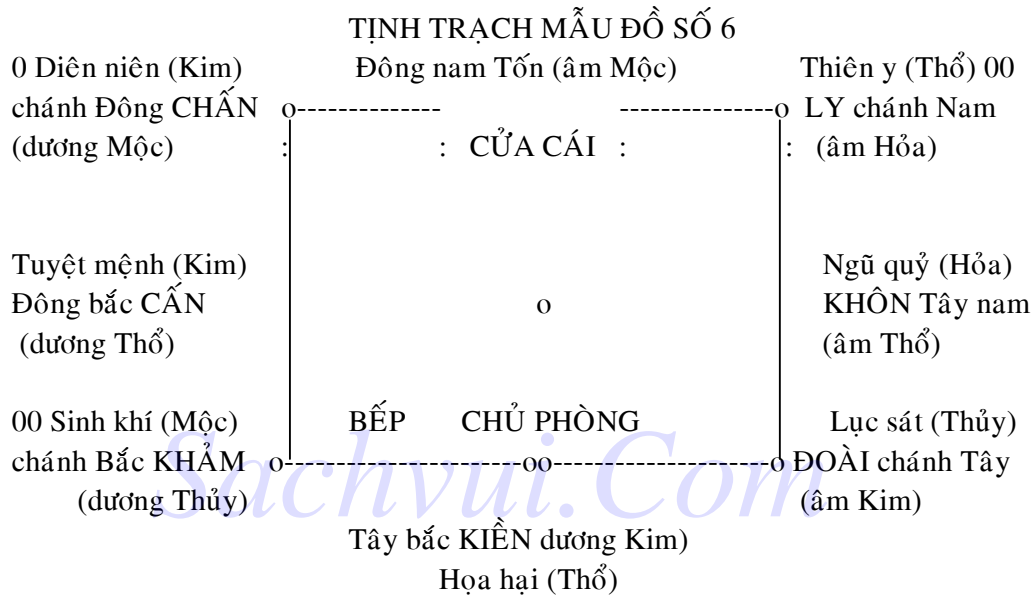 TỊNH TRẠCH MẪU ĐỒ SỐ 6
0 Diên niên (Kim) Đông nam Tốn (âm Mộc) Thiên y (Thổ) 00
chánh Đông CHẤN o-------------- ---------------o LY chánh Nam
(dương Mộc) : : CỬA CÁI : : (âm Hỏa)
Tuyệt mệnh (Kim) Ngũ quỷ (Hỏa)
Đông bắc CẤN o KHÔN Tây nam
(dương Thổ) (âm Thổ)
00 Sinh khí (Mộc) BẾP CHỦ PHÒNG Lục sát (Thủy)
chánh Bắc KHẢM o------------------------oo------------------------o ĐOÀI chánh Tây
(dương Thủy) (âm Kim)
Tây bắc KIỀN dương Kim)
Họa hại (Thổ)
Sachvui.Com